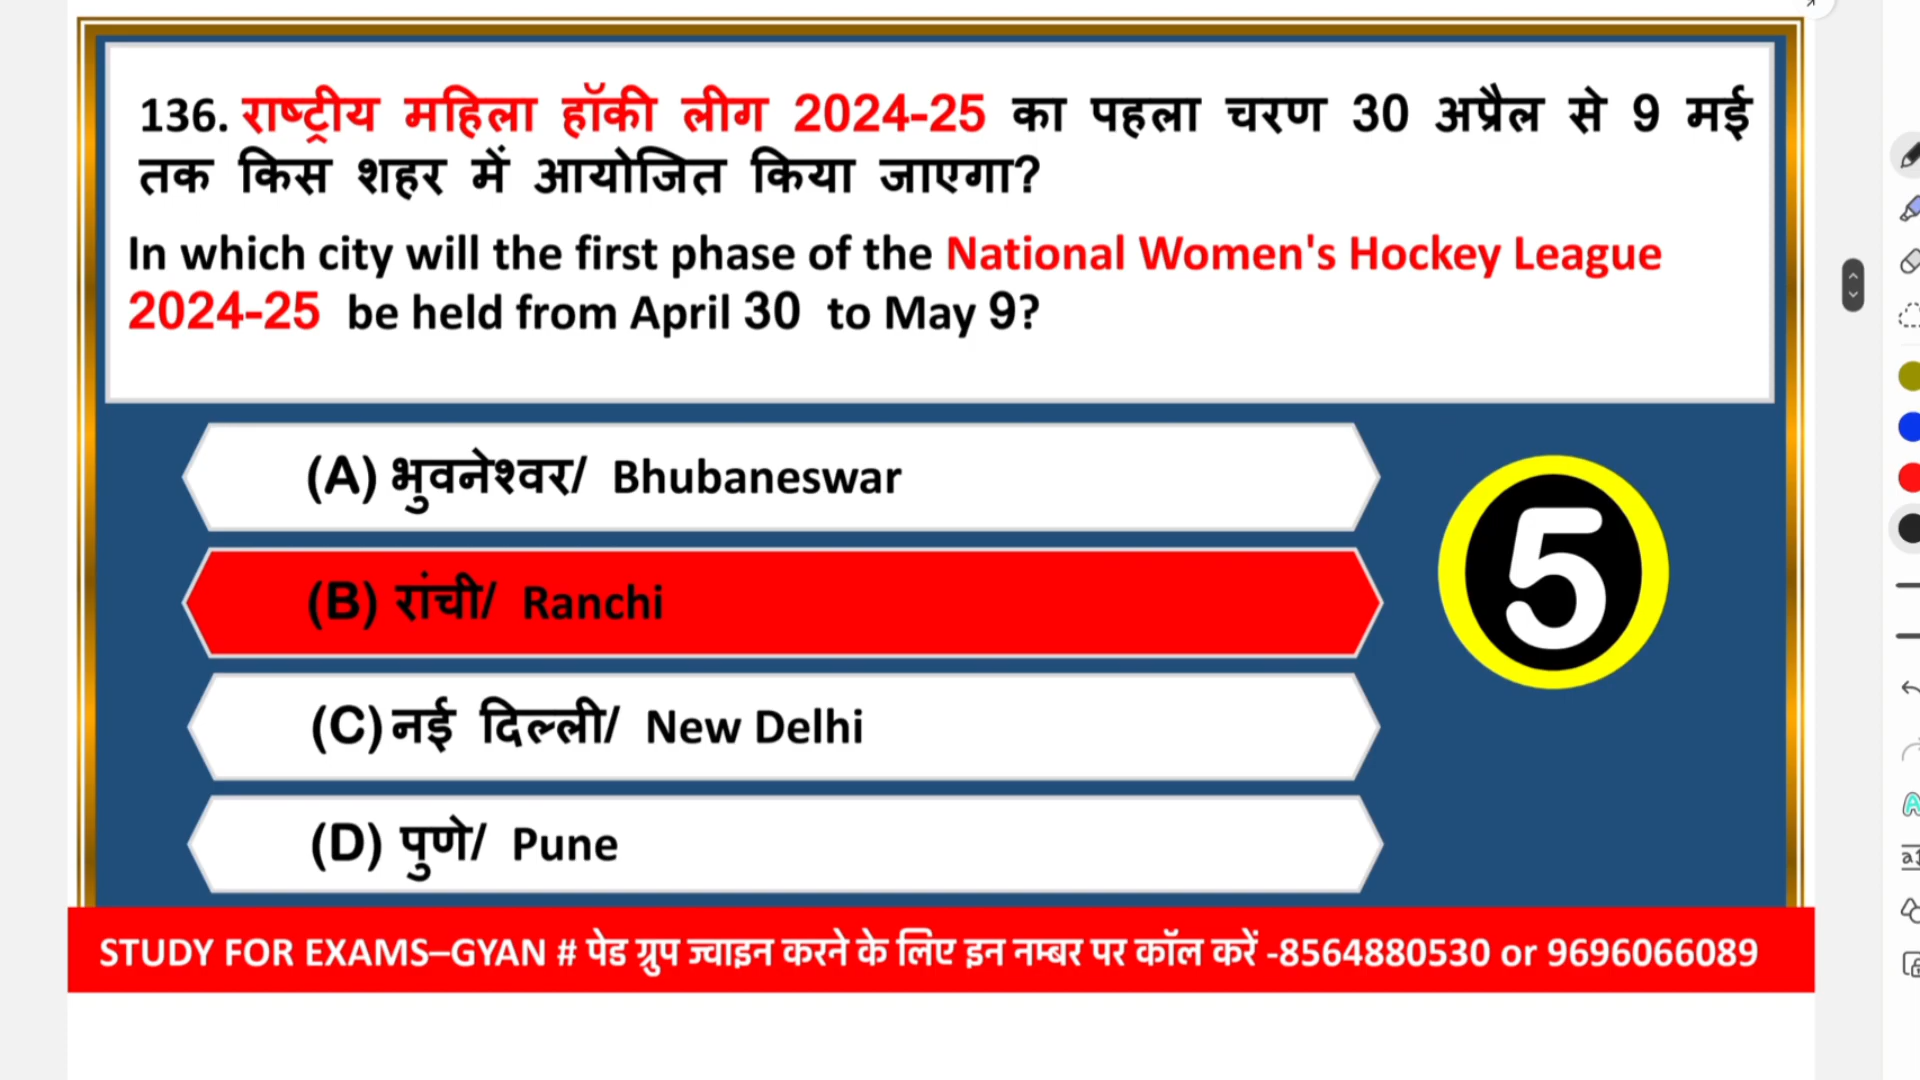 136. राष्ट्रीय महिला हॉकी लीग 2024-25 का पहला चरण 30 अप्रैल से 9 मई
तक किस शहर में आयोजित किया जाएगा?
In which city will the first phase of the National Women's Hockey League
2024-25 be held from April 30 to May 9?
(A) भुवनेश्वर/ Bhubaneswar
(B) रांची/ Ranchi
5
(C) नई दिल्ली/ New Delhi
(D) पुणे/ Pune
STUDY FOR EXAMS–GYAN # पेड ग्रुप ज्वाइन करने के लिए इन नम्बर पर कॉल करें -8564880530 or 9696066089